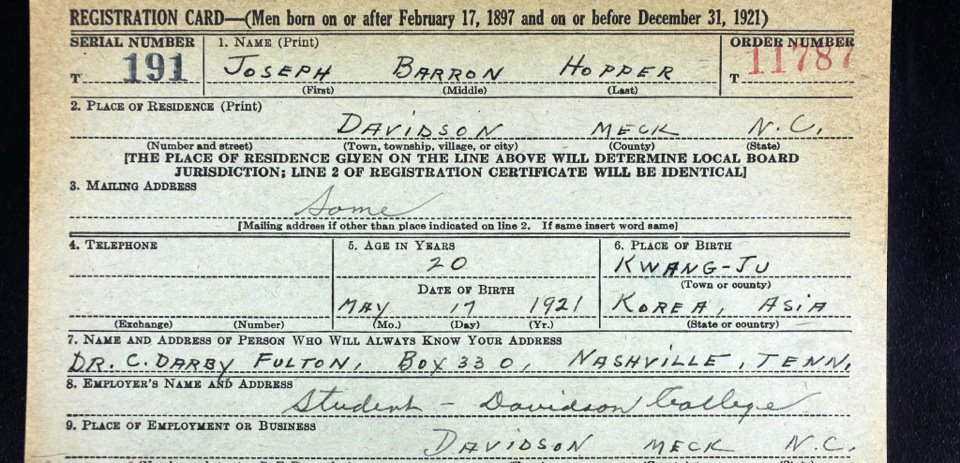 REGISTRATION CARD—(Men born on or after February 17, 1897 and on or before December 31, 1921)
SERIAL NUMBER 1. NAME (Print) ORDER NUMBER
T 191 JOSEPH BARRON HOPPER T 11787
(First) (Middle) (Last)
2. PLACE OF RESIDENCE (Print)
DAVIDSON MECK N.C.
(Number and street) (Town, township, village, or city) (County) (State)
[THE PLACE OF RESIDENCE GIVEN ON THE LINE ABOVE WILL DETERMINE LOCAL BOARD
JURISDICTION; LINE 2 OF REGISTRATION CERTIFICATE WILL BE IDENTICAL]
3. MAILING ADDRESS
Same
[Mailing address if other than place indicated on line 2. If same insert word same]
4. TELEPHONE 5. AGE IN YEARS 6. PLACE OF BIRTH
20 KWANG-JU
(Town or county)
DATE OF BIRTH
MAY 17 1921 KOREA, ASIA
(Exchange) (Number) (Mo.) (Day) (Yr.) (State or country)
7. NAME AND ADDRESS OF PERSON WHO WILL ALWAYS KNOW YOUR ADDRESS
DR. C. DARBY FULTON, BOX 330, NASHVILLE, TENN.
8. EMPLOYER'S NAME AND ADDRESS
Student - Davidson College
9. PLACE OF EMPLOYMENT OR BUSINESS
DAVIDSON MECK N.C.